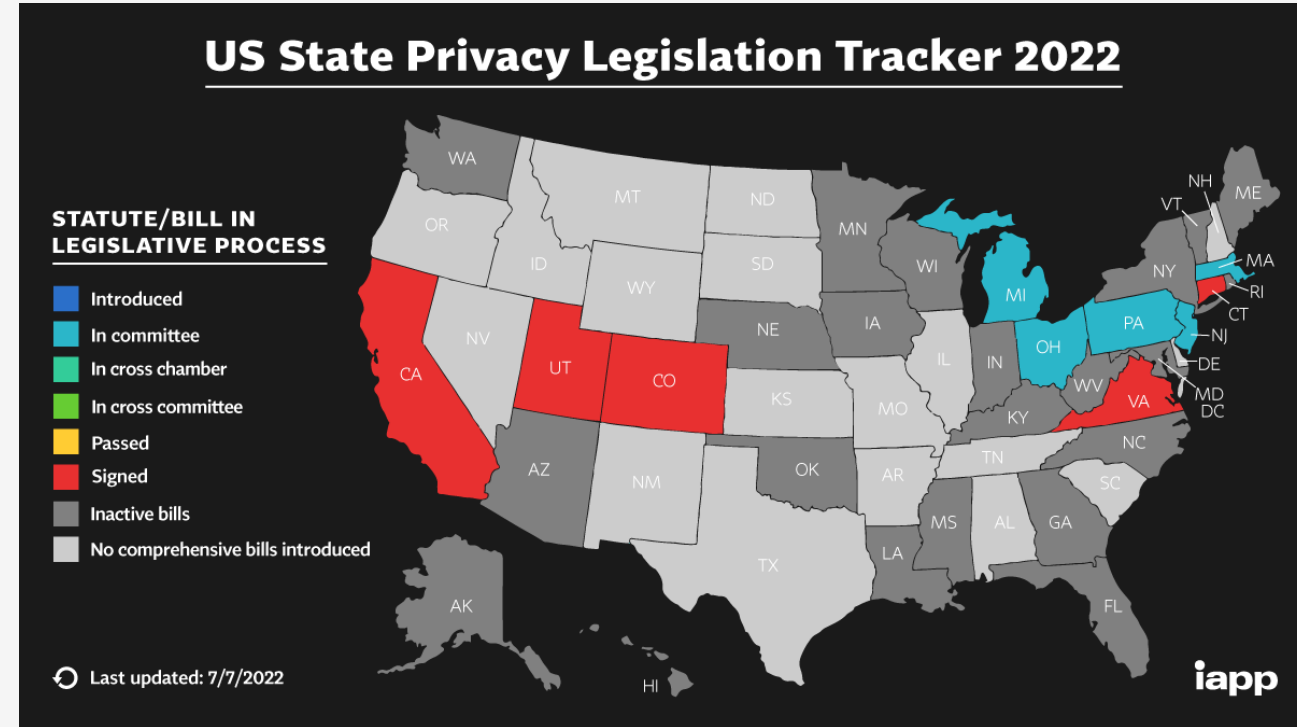 US State Privacy Legislation Tracker 2022
STATUTE/BILL IN
LEGISLATIVE PROCESS
Introduced
In committee
In cross chamber
In cross committee
Passed
Signed
Inactive bills
No comprehensive bills introduced
Last updated: 7/7/2022
WA
OR
CA
NV
ID
MT
WY
UT
CO
AZ
NM
ND
SD
NE
KS
OK
TX
MN
IA
MO
AR
LA
WI
IL
MI
IN
OH
KY
TN
MS
AL
GA
FL
SC
NC
VA
WV
PA
NY
VT
NH
ME
MA
RI
CT
NJ
DE
MD
DC
AK
HI
iapp